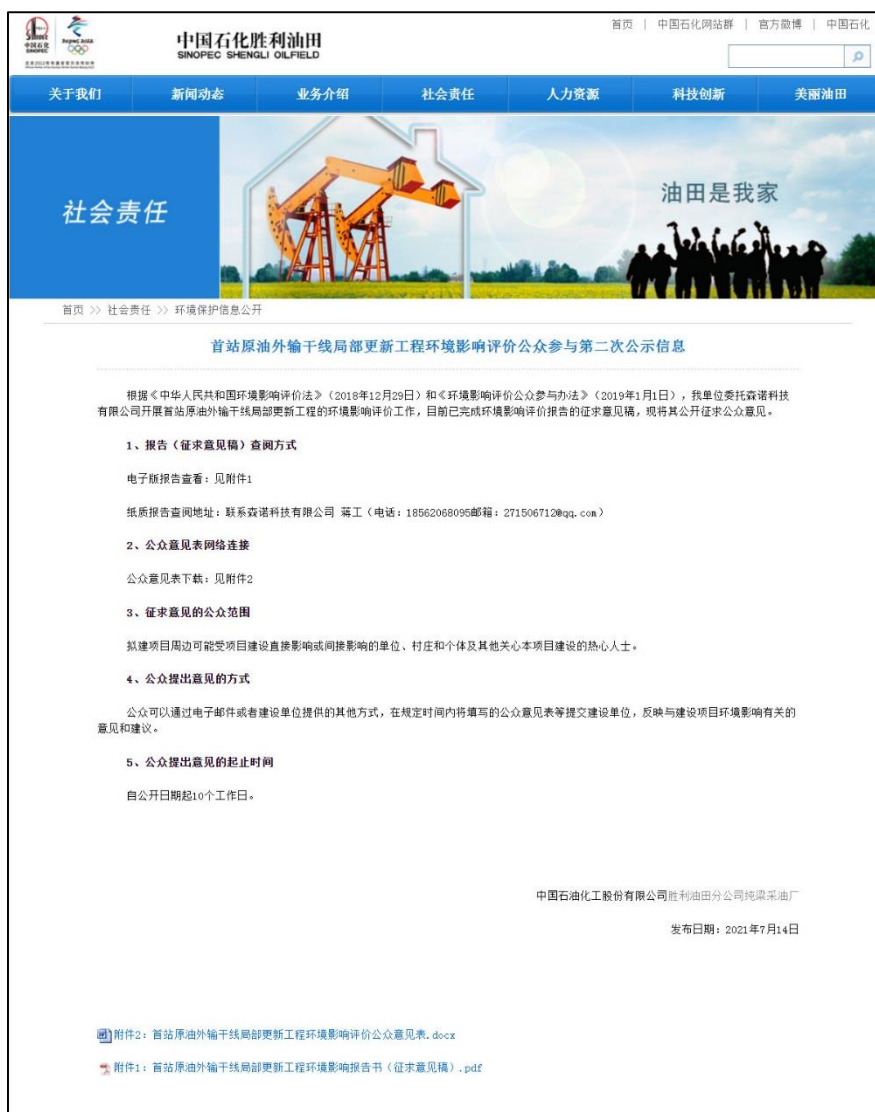 首页 | 中国石化网站群 | 官方微博 | 中国石化
中国石化
SINOPEC
中国石化胜利油田
SINOPEC SHENGLI OILFIELD
关于我们 新闻动态 业务介绍 社会责任 人力资源 科技创新 美丽油田
社会责任
油田是我家
首页 >> 社会责任 >> 环境保护信息公开
首站原油外输干线局部更新工程环境影响评价公众参与第二次公示信息
根据《中华人民共和国环境影响评价法》(2018年12月29日)和《环境影响评价公众参与办法》(2019年1月1日),我单位委托森诺科技
有限公司开展首站原油外输干线局部更新工程的环境影响评价工作,目前已完成环境影响评价报告的征求意见稿,现将其公开征求公众意见。
1、报告(征求意见稿)查阅方式
电子版报告查看:见附件1
纸质报告查阅地址:联系森诺科技有限公司 蒋工(电话:18562068095邮箱:271506712@qq.com)
2、公众意见表网络连接
公众意见表下载:见附件2
3、征求意见的公众范围
拟建项目周边可能受项目建设直接影响或间接影响的单位、村庄和个体及其他关心本项目建设的热心人士。
4、公众提出意见的方式
公众可以通过电子邮件或者建设单位提供的其他方式,在规定时间内将填写的公众意见表等提交建设单位,反映与建设项目环境影响有关的
意见和建议。
5、公众提出意见的起止时间
自公开日期起10个工作日。
中国石油化工股份有限公司胜利油田分公司纯梁采油厂
发布日期:2021年7月14日
附件2:首站原油外输干线局部更新工程环境影响评价公众意见表.docx
附件1:首站原油外输干线局部更新工程环境影响报告书(征求意见稿).pdf